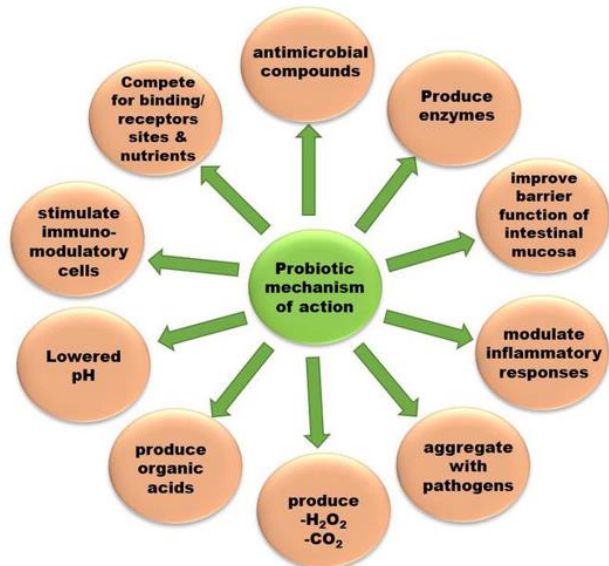 antimicrobial
compounds
Produce
enzymes
improve
barrier
function of
intestinal
mucosa
modulate
inflammatory
responses
aggregate
with
pathogens
produce
-H₂O₂
-CO₂
produce
organic
acids
Lowered
pH
stimulate
immuno-
modulatory
cells
Compete
for binding/
receptors
sites &
nutrients
Probiotic
mechanism
of action